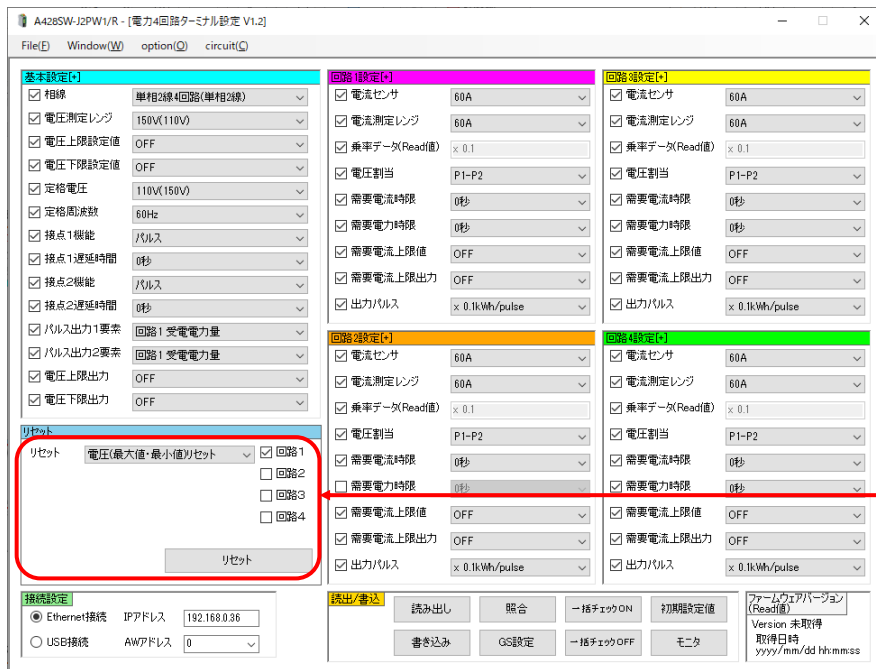 A428SW-J2PW1/R - [電力4回路ターミナル設定 V1.2]
File(F) Window(W) option(O) circuit(C)
基本設定[+]
相線 単相2線4回路(単相2線)
電圧測定レンジ 150V(110V)
電圧上限設定値 OFF
電圧下限設定値 OFF
定格電圧 110V(150V)
定格周波数 60Hz
接点1機能 パルス
接点1遅延時間 0秒
接点2機能 パルス
接点2遅延時間 0秒
パルス出力1要素 回路1 受電電力量
パルス出力2要素 回路1 受電電力量
電圧上限出力 OFF
電圧下限出力 OFF
リセット
リセット 電圧(最大値・最小値)リセット 回路1
回路2
回路3
回路4
リセット
接続設定
Ethernet接続 IPアドレス 192.168.0.36
USB接続 AWアドレス 0
回路1設定[+]
電流センサ 60A
電流測定レンジ 60A
乗率データ(Read値) × 0.1
電圧割当 P1-P2
需要電流時限 0秒
需要電力時限 0秒
需要電流上限値 OFF
需要電流上限出力 OFF
出力パルス × 0.1kWh/pulse
回路2設定[+]
電流センサ 60A
電流測定レンジ 60A
乗率データ(Read値) × 0.1
電圧割当 P1-P2
需要電流時限 0秒
需要電力時限 0秒
需要電流上限値 OFF
需要電流上限出力 OFF
出力パルス × 0.1kWh/pulse
回路3設定[+]
電流センサ 60A
電流測定レンジ 60A
乗率データ(Read値) × 0.1
電圧割当 P1-P2
需要電流時限 0秒
需要電力時限 0秒
需要電流上限値 OFF
需要電流上限出力 OFF
出力パルス × 0.1kWh/pulse
回路4設定[+]
電流センサ 60A
電流測定レンジ 60A
乗率データ(Read値) × 0.1
電圧割当 P1-P2
需要電流時限 0秒
需要電力時限 0秒
需要電流上限値 OFF
需要電流上限出力 OFF
出力パルス × 0.1kWh/pulse
読出/書込
読み出し 照合 一括チェックON 初期設定値
書き込み GS設定 一括チェックOFF モニタ
ファームウェアバージョン
(Read値)
Version 未取得
取得日時
yyyy/mm/dd hh:mm:ss